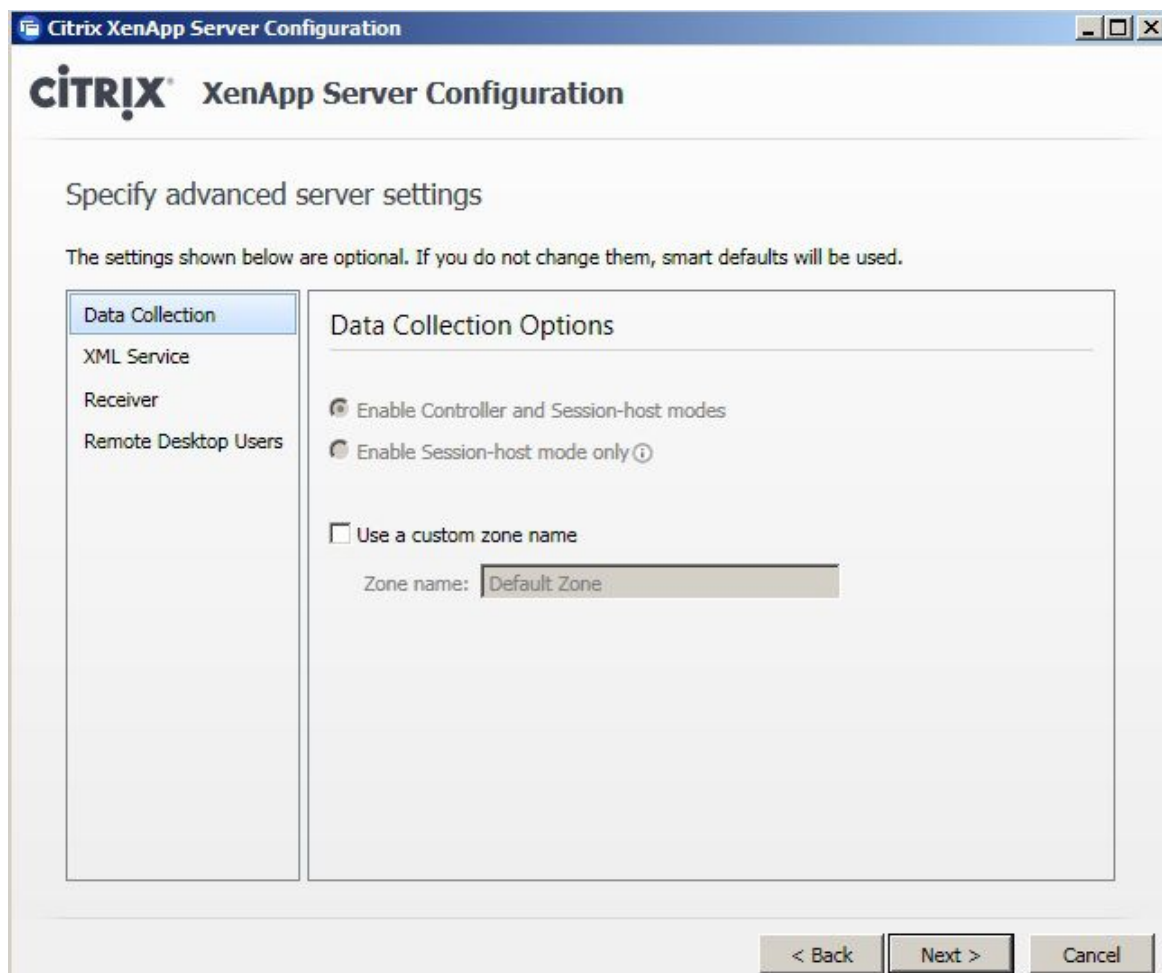 Citrix XenApp Server Configuration
CİTRIX® XenApp Server Configuration
Specify advanced server settings
The settings shown below are optional. If you do not change them, smart defaults will be used.
Data Collection
XML Service
Receiver
Remote Desktop Users
Data Collection Options
Enable Controller and Session-host modes
Enable Session-host mode only
Use a custom zone name
Zone name: Default Zone
< Back Next > Cancel